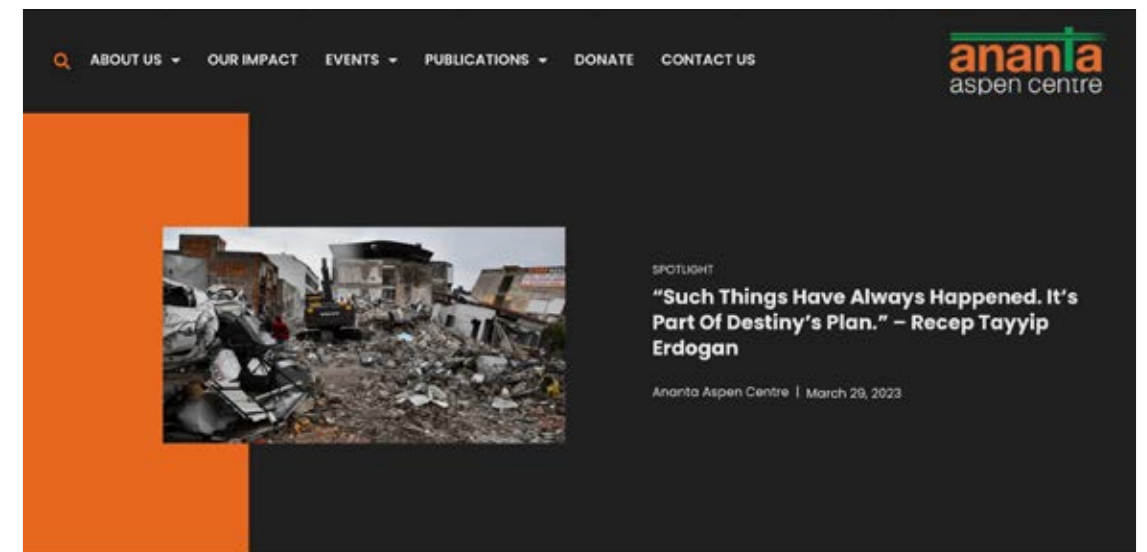 ABOUT US
OUR IMPACT
EVENTS
PUBLICATIONS
DONATE
CONTACT US
ananta
aspen centre
SPOTLIGHT
“Such Things Have Always Happened. It’s
Part Of Destiny’s Plan.” – Recep Tayyip
Erdogan
Ananta Aspen Centre | March 29, 2023